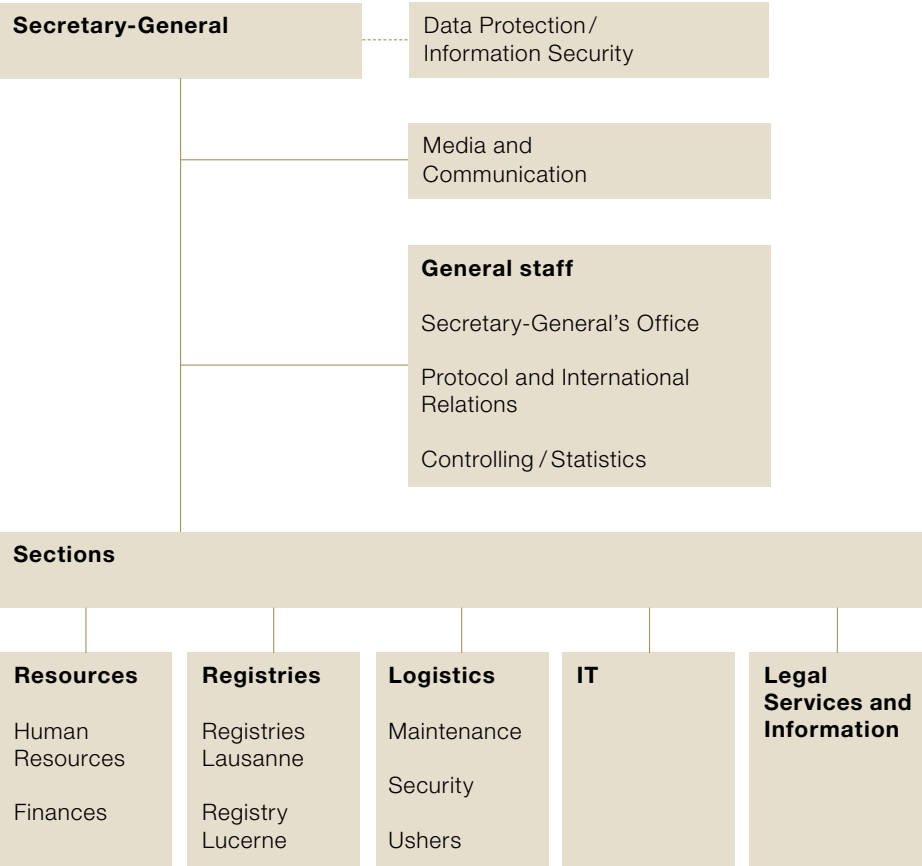 Secretary-General
Data Protection/
Information Security
Media and
Communication
General staff
Secretary-General's Office
Protocol and International
Relations
Controlling / Statistics
Sections
Resources
Human
Resources
Finances
Registries
Registries
Lausanne
Registry
Lucerne
Logistics
Maintenance
Security
Ushers
IT
Legal
Services and
Information